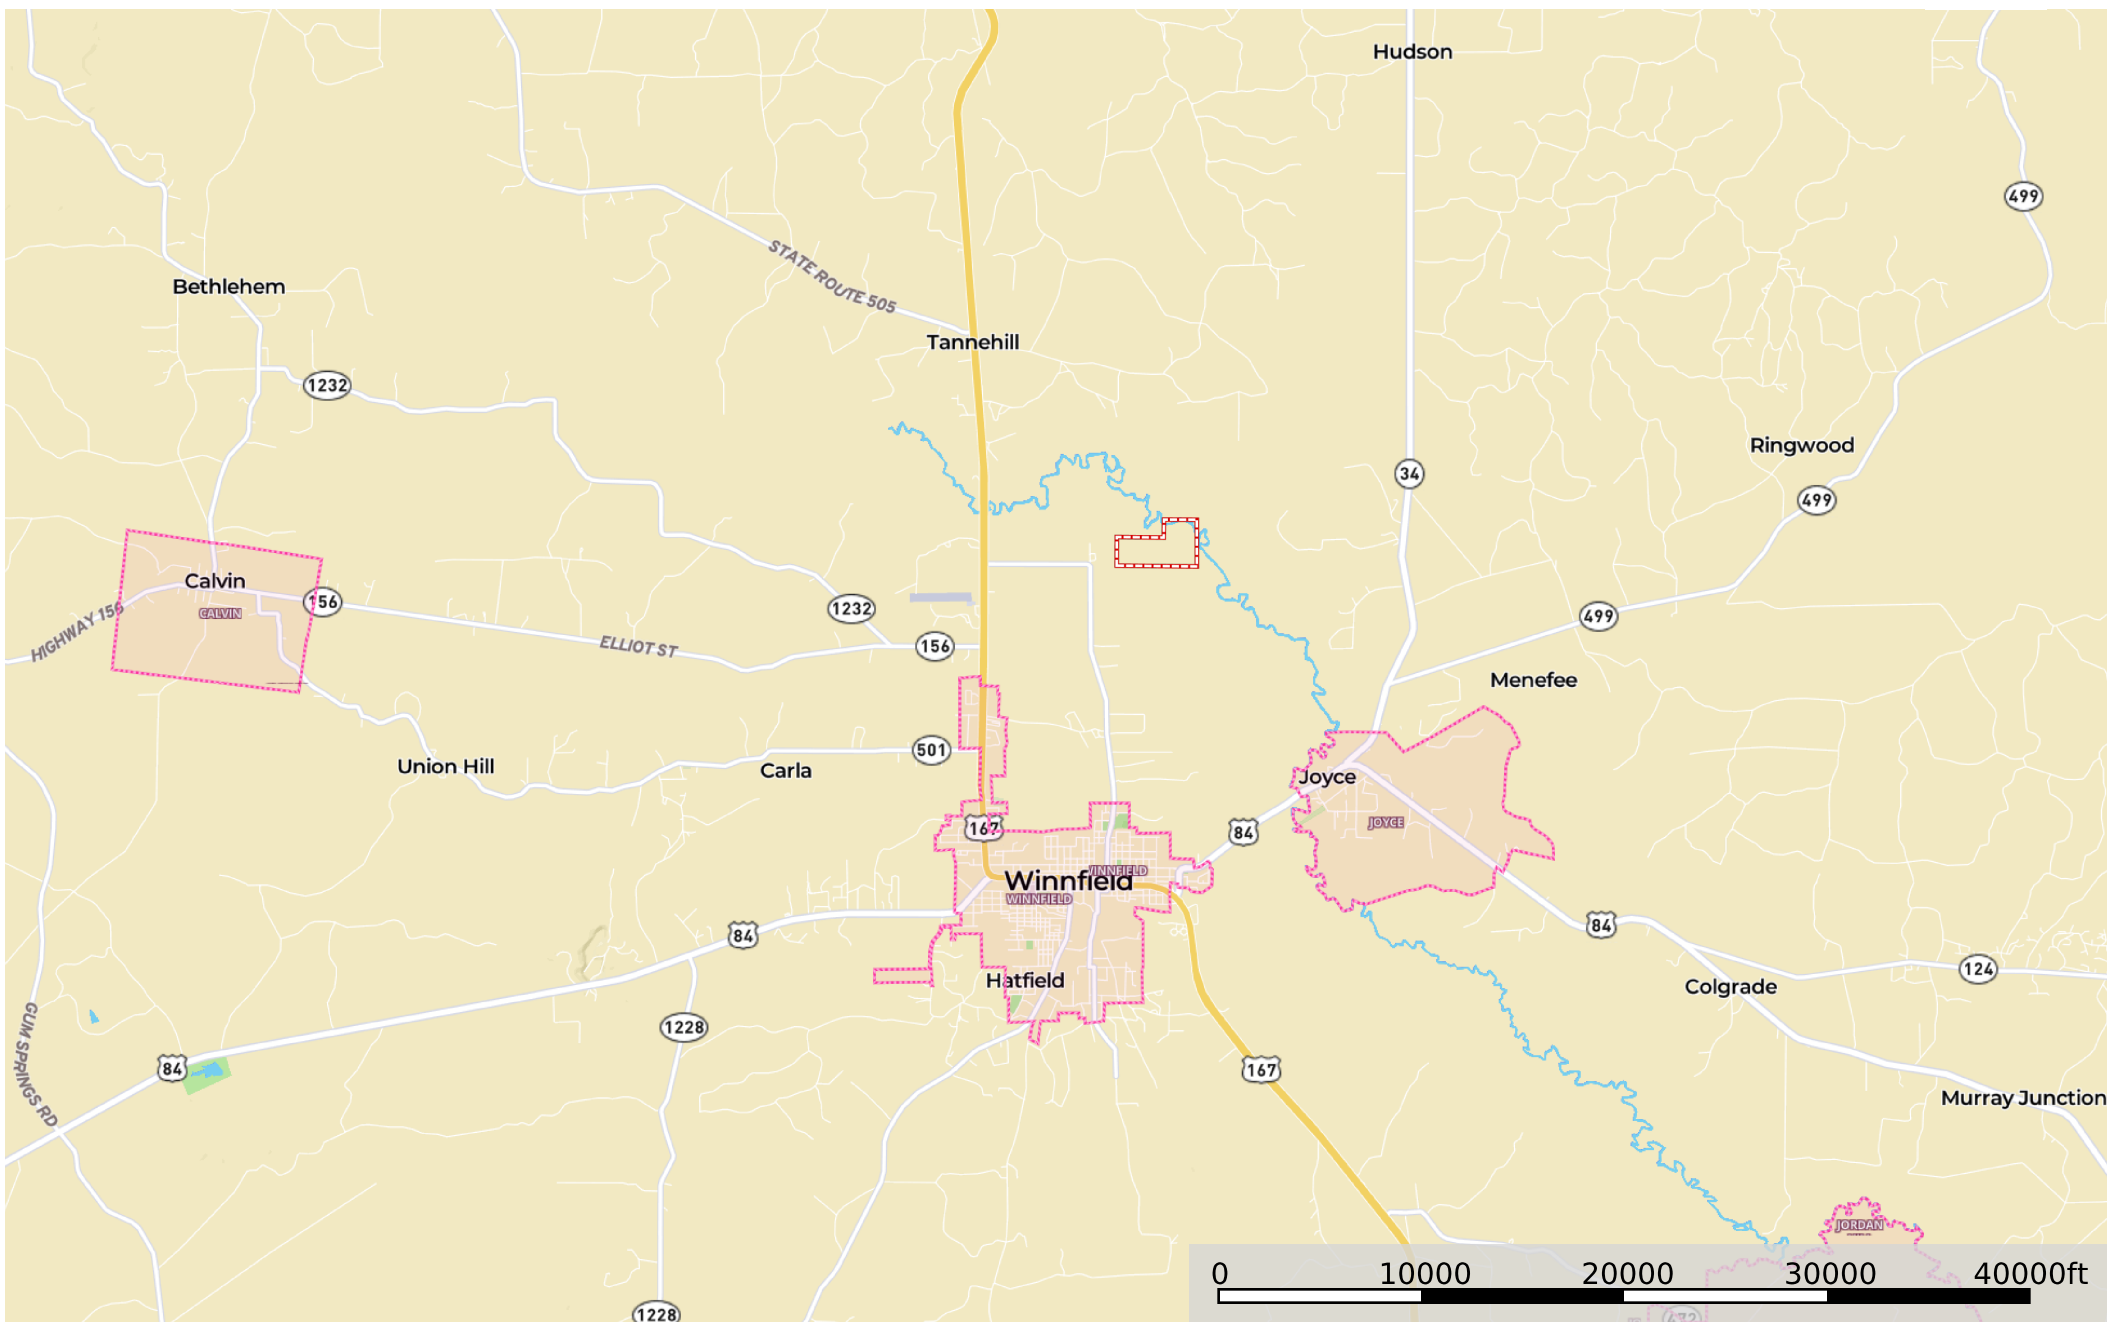 Hudson
499
STATE ROUTE 505
Bethlehem
Tannehill
1232
Ringwood
34
499
Calvin
156
CALVIN
HIGHWAY 156
1232
499
ELLIOT ST
156
Menefee
501
Union Hill
Carla
Joyce
167
84
JOYCE
WINNFIELD
Winnfield
WINNFIELD
84
84
124
Hatfield
Colgrade
GUM SPRINGS RD
1228
84
167
Murray Junction
JORDAN
0 10000 20000 30000 40000ft
1228
472